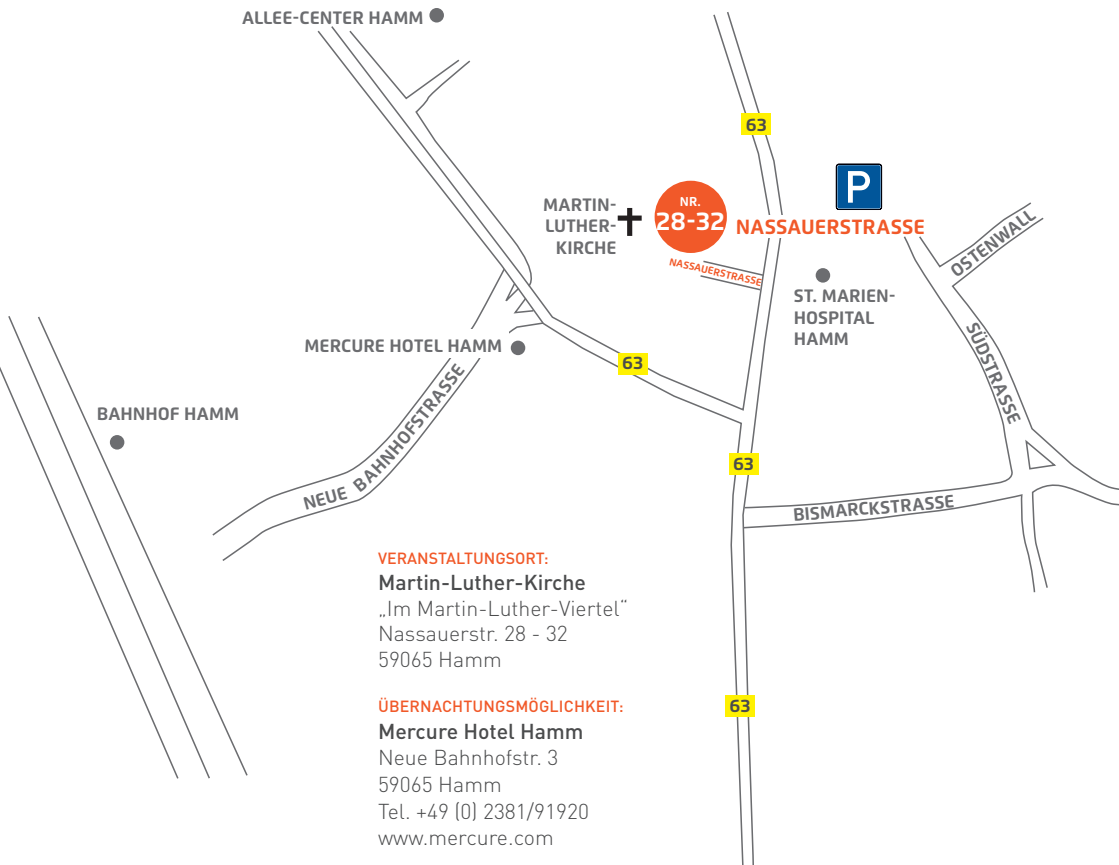 ALLEE-CENTER HAMM
63
P
MARTIN-
LUTHER-
KIRCHE
NR.
28-32
NASSAUERSTRASSE
OSTENWALL
NASSAUERSTRASSE
ST. MARIEN-
HOSPITAL
HAMM
SÜDSTRASSE
MERCURE HOTEL HAMM
63
BAHNHOF HAMM
NEUE BAHNHOFSTRASSE
63
BISMARCKSTRASSE
VERANSTALTUNGSORT:
Martin-Luther-Kirche
„Im Martin-Luther-Viertel“
Nassauerstr. 28 - 32
59065 Hamm
ÜBERNACHTUNGSMÖGLICHKEIT:
Mercure Hotel Hamm
Neue Bahnhofstr. 3
59065 Hamm
Tel. +49 (0) 2381/91920
www.mercure.com
63